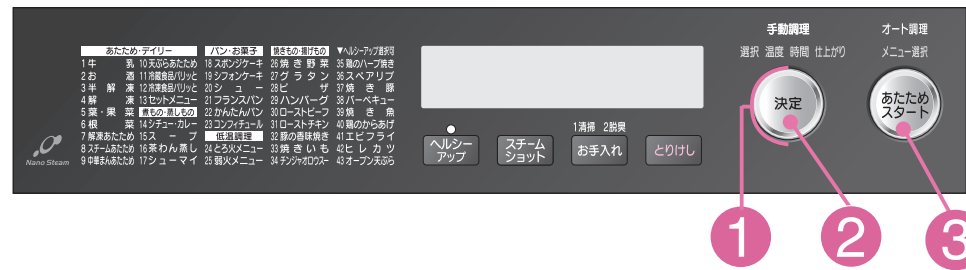 あたため・デイリー
1 牛 乳 10 天ぷらあたため
2 お 酒 11 冷蔵食品パリッと
3 半 解 凍 12 冷凍食品パリッと
4 解 凍 13 セットメニュー
5 葉・果 菜 煮もの・蒸しもの
6 根 菜 14 シチュー・カレー
7 解凍あたため 15 ス ー プ
8 スチームあたため 16 茶わん蒸し
9 中華まんあたため 17 シューマイ
パン・お菓子
18 スポンジケーキ
19 シフォンケーキ
20 シ ュ ー
21 フランスパン
22 かんたんパン
23 コンフィチュール
低温調理
24 とろ火メニュー
25 弱火メニュー
焼きもの・揚げもの
26 焼 き 野 菜
27 グ ラ タ ン
28 ピ ザ
29 ハンバーグ
30 ローストビーフ
31 ローストチキン
32 豚の香味焼き
33 焼 き い も
34 チンジャオロウスー
▼ヘルシーアップ選択可
35 鶏のハーブ焼き
36 スペアリブ
37 焼 き 豚
38 バーベキュー
39 焼 き 魚
40 鶏のからあげ
41 エビフライ
42 ヒ レ カ ツ
43 オーブン天ぷら
Nano Steam
ヘルシー
アップ
スチーム
ショット
1清掃 2脱臭
お手入れ
とりけし
手動調理
選択 温度 時間 仕上がり
決定
オート調理
メニュー選択
あたため
スタート
1
2
3